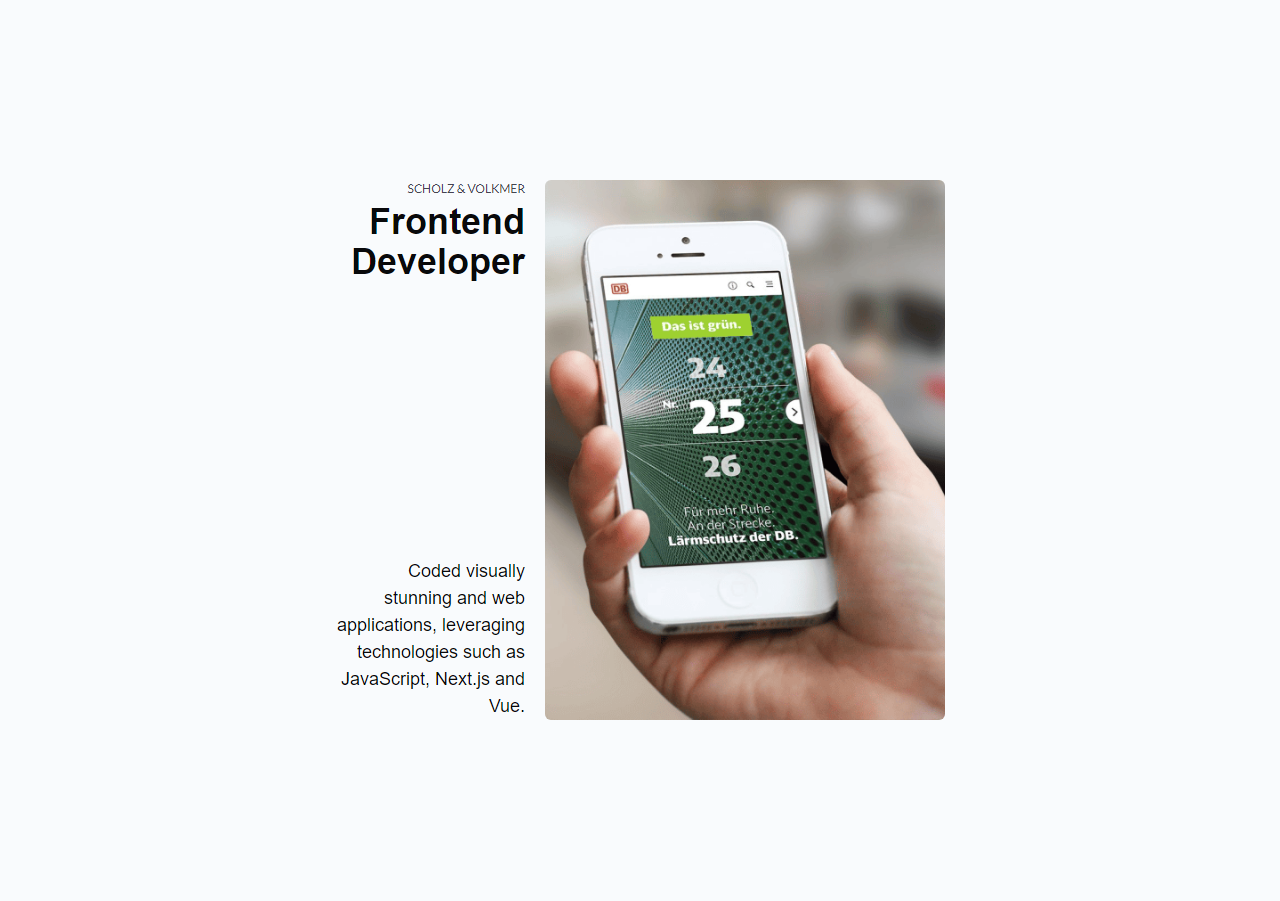 SCHOLZ & VOLKMER
Frontend
Developer
Coded visually
stunning and web
applications, leveraging
technologies such as
JavaScript, Next.js and
Vue.
DB
Das ist grün.
24
Nr. 25
26
Für mehr Ruhe.
An der Strecke.
Lärmschutz der DB.